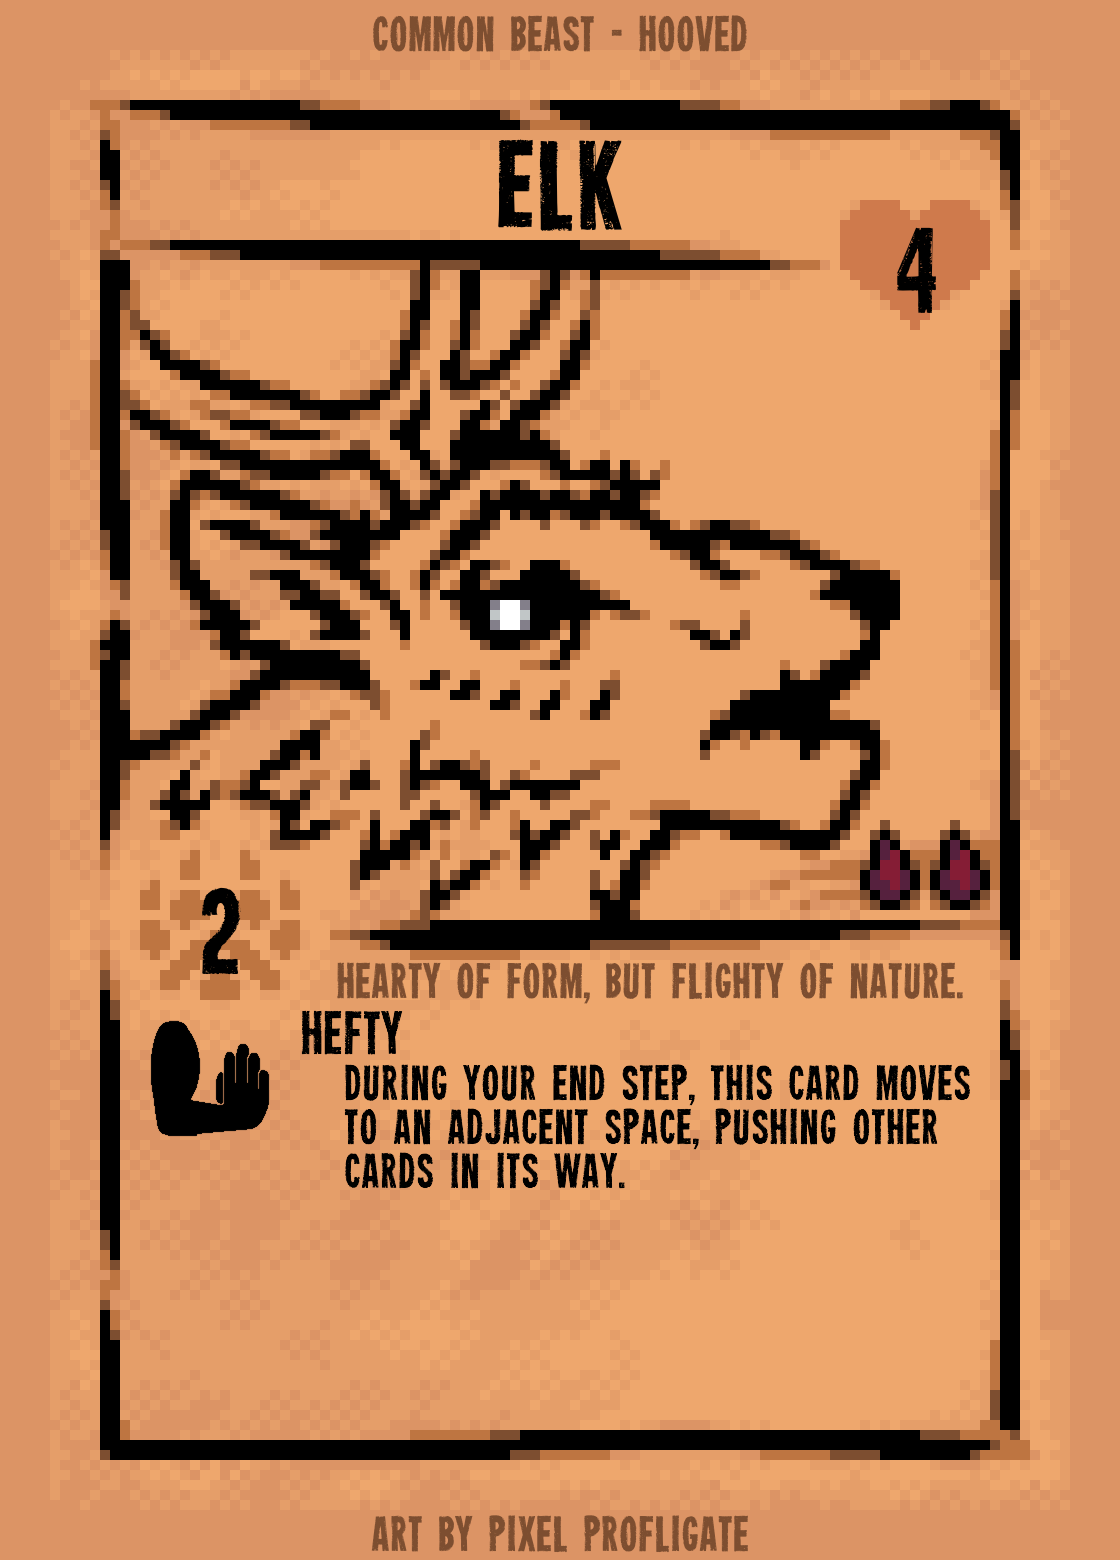 COMMON BEAST - HOOVED
ELK
4
2
HEARTY OF FORM, BUT FLIGHTY OF NATURE.
HEFTY
DURING YOUR END STEP, THIS CARD MOVES
TO AN ADJACENT SPACE, PUSHING OTHER
CARDS IN ITS WAY.
ART BY PIXEL PROFLIGATE